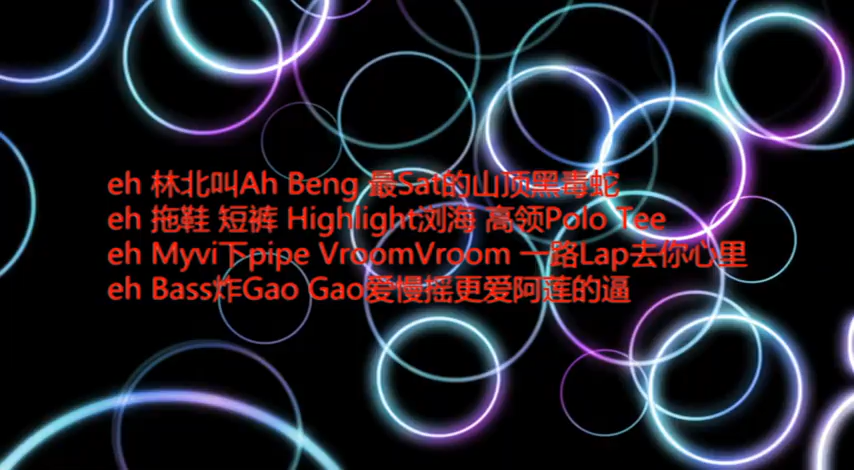 eh 林北叫Ah Beng 最Sat的山顶黑毒蛇
eh 拖鞋 短裤 Highlight浏海 高领Polo Tee
eh Myvi下pipe VroomVroom 一路Lap去你心里
eh Bass炸Gao Gao爱慢摇更爱阿莲的逼